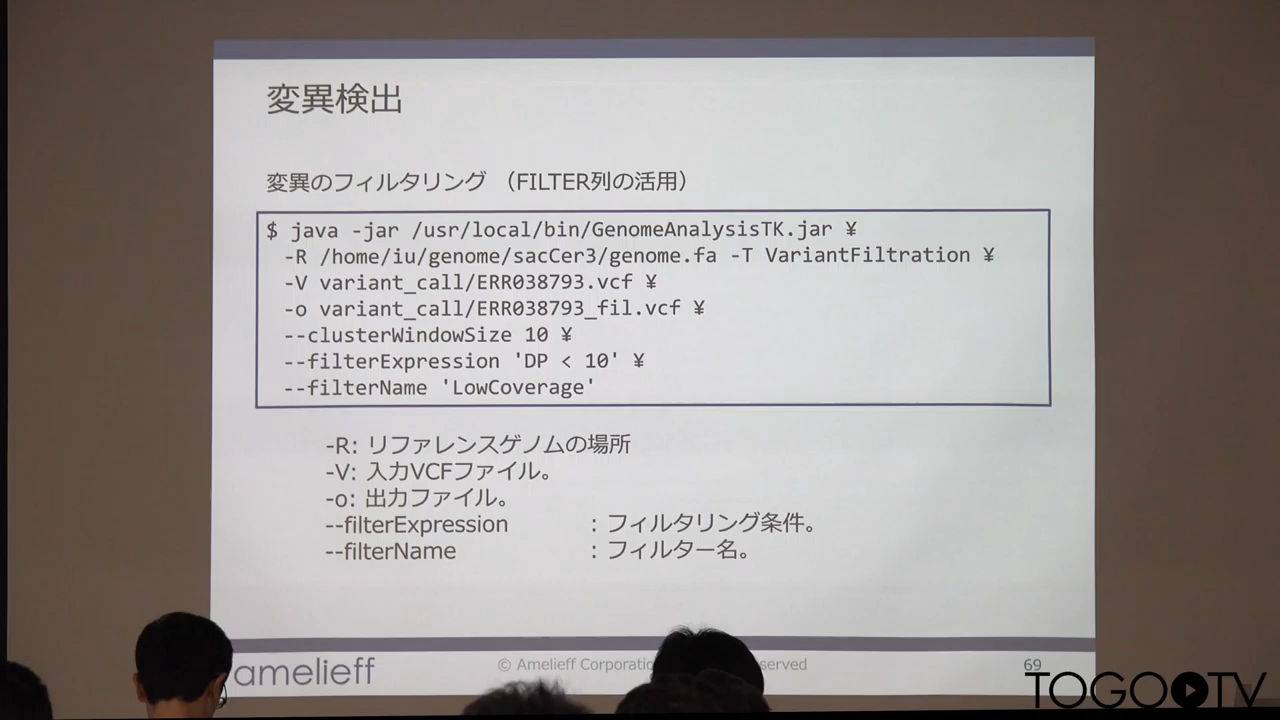 変異検出
変異のフィルタリング （FILTER列の活用）
$ java -jar /usr/local/bin/GenomeAnalysisTK.jar ¥
-R /home/iu/genome/sacCer3/genome.fa -T VariantFiltration ¥
-V variant_call/ERR038793.vcf ¥
-o variant_call/ERR038793_fil.vcf ¥
--clusterWindowSize 10 ¥
--filterExpression 'DP < 10' ¥
--filterName 'LowCoverage'
-R: リファレンスゲノムの場所
-V: 入力VCFファイル。
-o: 出力ファイル。
--filterExpression : フィルタリング条件。
--filterName : フィルター名。
amelieff
© Amelieff
69
TOGOTV